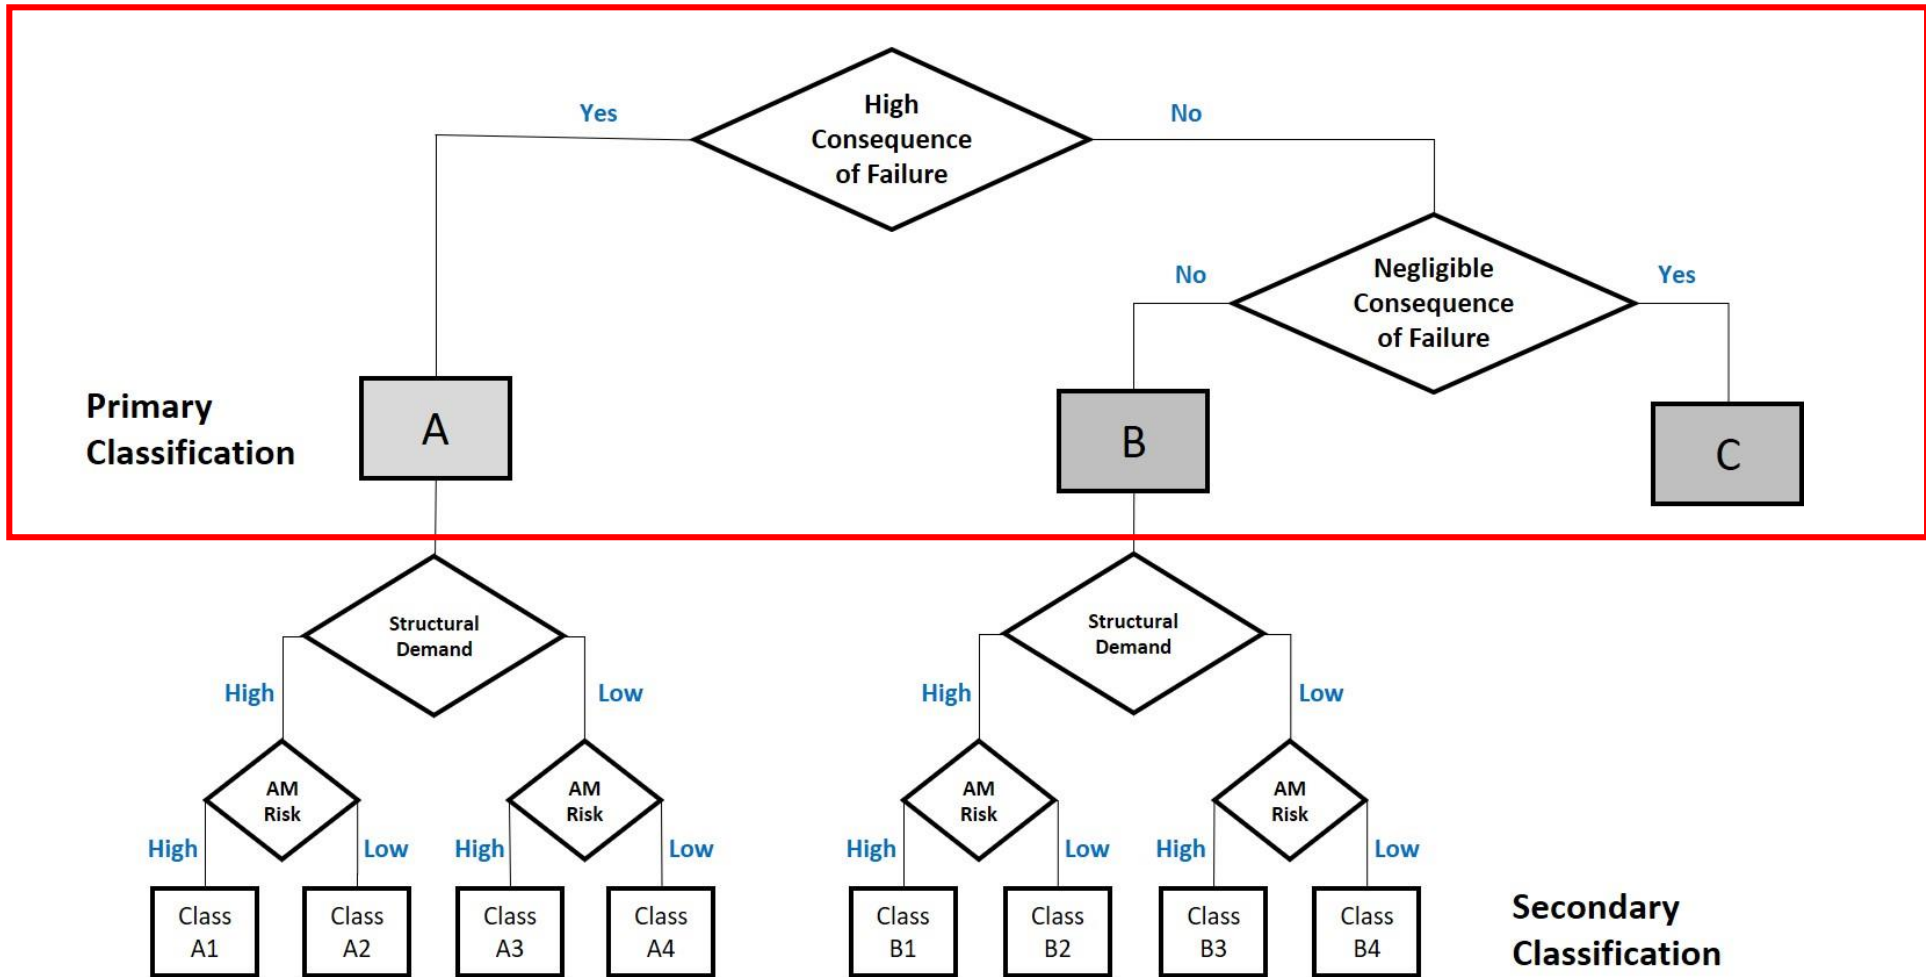 High
Consequence
of Failure
Yes
No
Negligible
Consequence
of Failure
No
Yes
Primary
Classification
A
B
C
Structural
Demand
High
Low
Structural
Demand
High
Low
AM
Risk
High
Low
AM
Risk
High
Low
AM
Risk
High
Low
AM
Risk
High
Low
Class
A1
Class
A2
Class
A3
Class
A4
Class
B1
Class
B2
Class
B3
Class
B4
Secondary
Classification